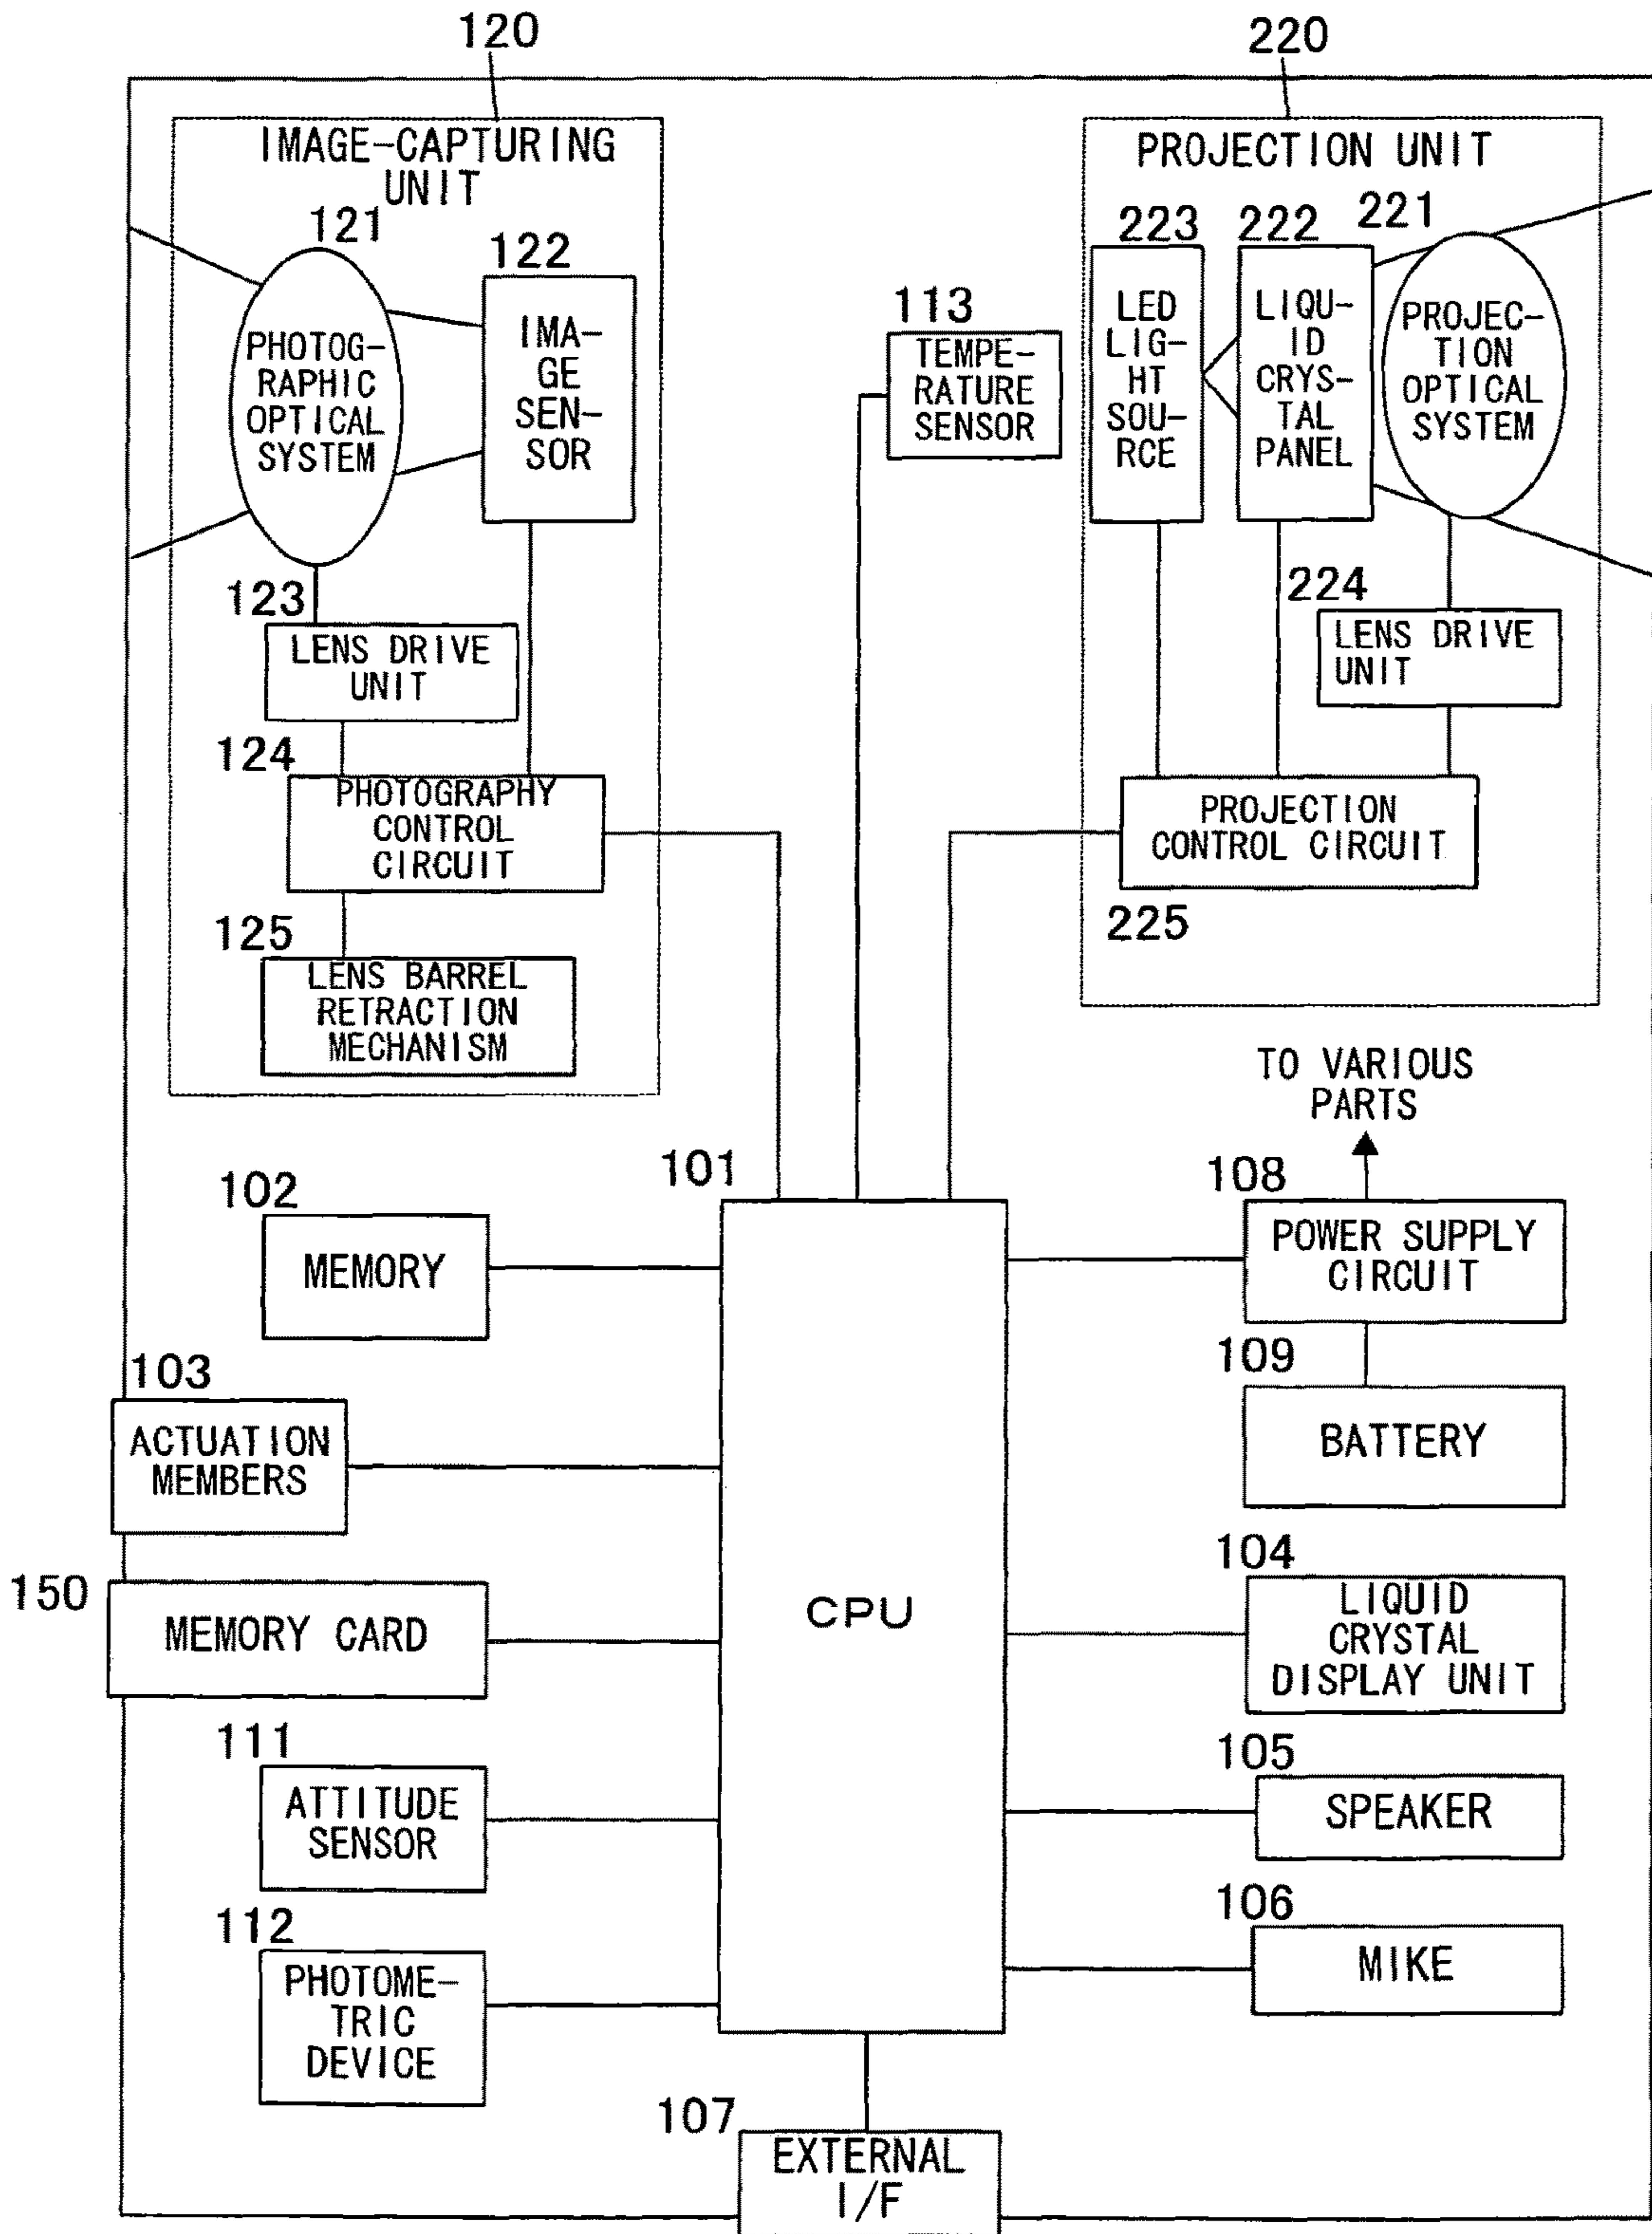 120
220
IMAGE-CAPTURING
UNIT
121
122
PHOTOG-
RAPHIC
OPTICAL
SYSTEM
IMA-
GE
SEN-
SOR
123
LENS DRIVE
UNIT
124
PHOTOGRAPHY
CONTROL
CIRCUIT
125
LENS BARREL
RETRACTION
MECHANISM
113
TEMPE-
RATURE
SENSOR
PROJECTION UNIT
223
222
221
LED
LIG-
HT
SOU-
RCE
LIQU-
ID
CRYS-
TAL
PANEL
PROJEC-
TION
OPTICAL
SYSTEM
224
LENS DRIVE
UNIT
PROJECTION
CONTROL CIRCUIT
225
TO VARIOUS
PARTS
101
CPU
102
MEMORY
103
ACTUATION
MEMBERS
150
MEMORY CARD
111
ATTITUDE
SENSOR
112
PHOTOME-
TRIC
DEVICE
108
POWER SUPPLY
CIRCUIT
109
BATTERY
104
LIQUID
CRYSTAL
DISPLAY UNIT
105
SPEAKER
106
MIKE
107
EXTERNAL
I/F